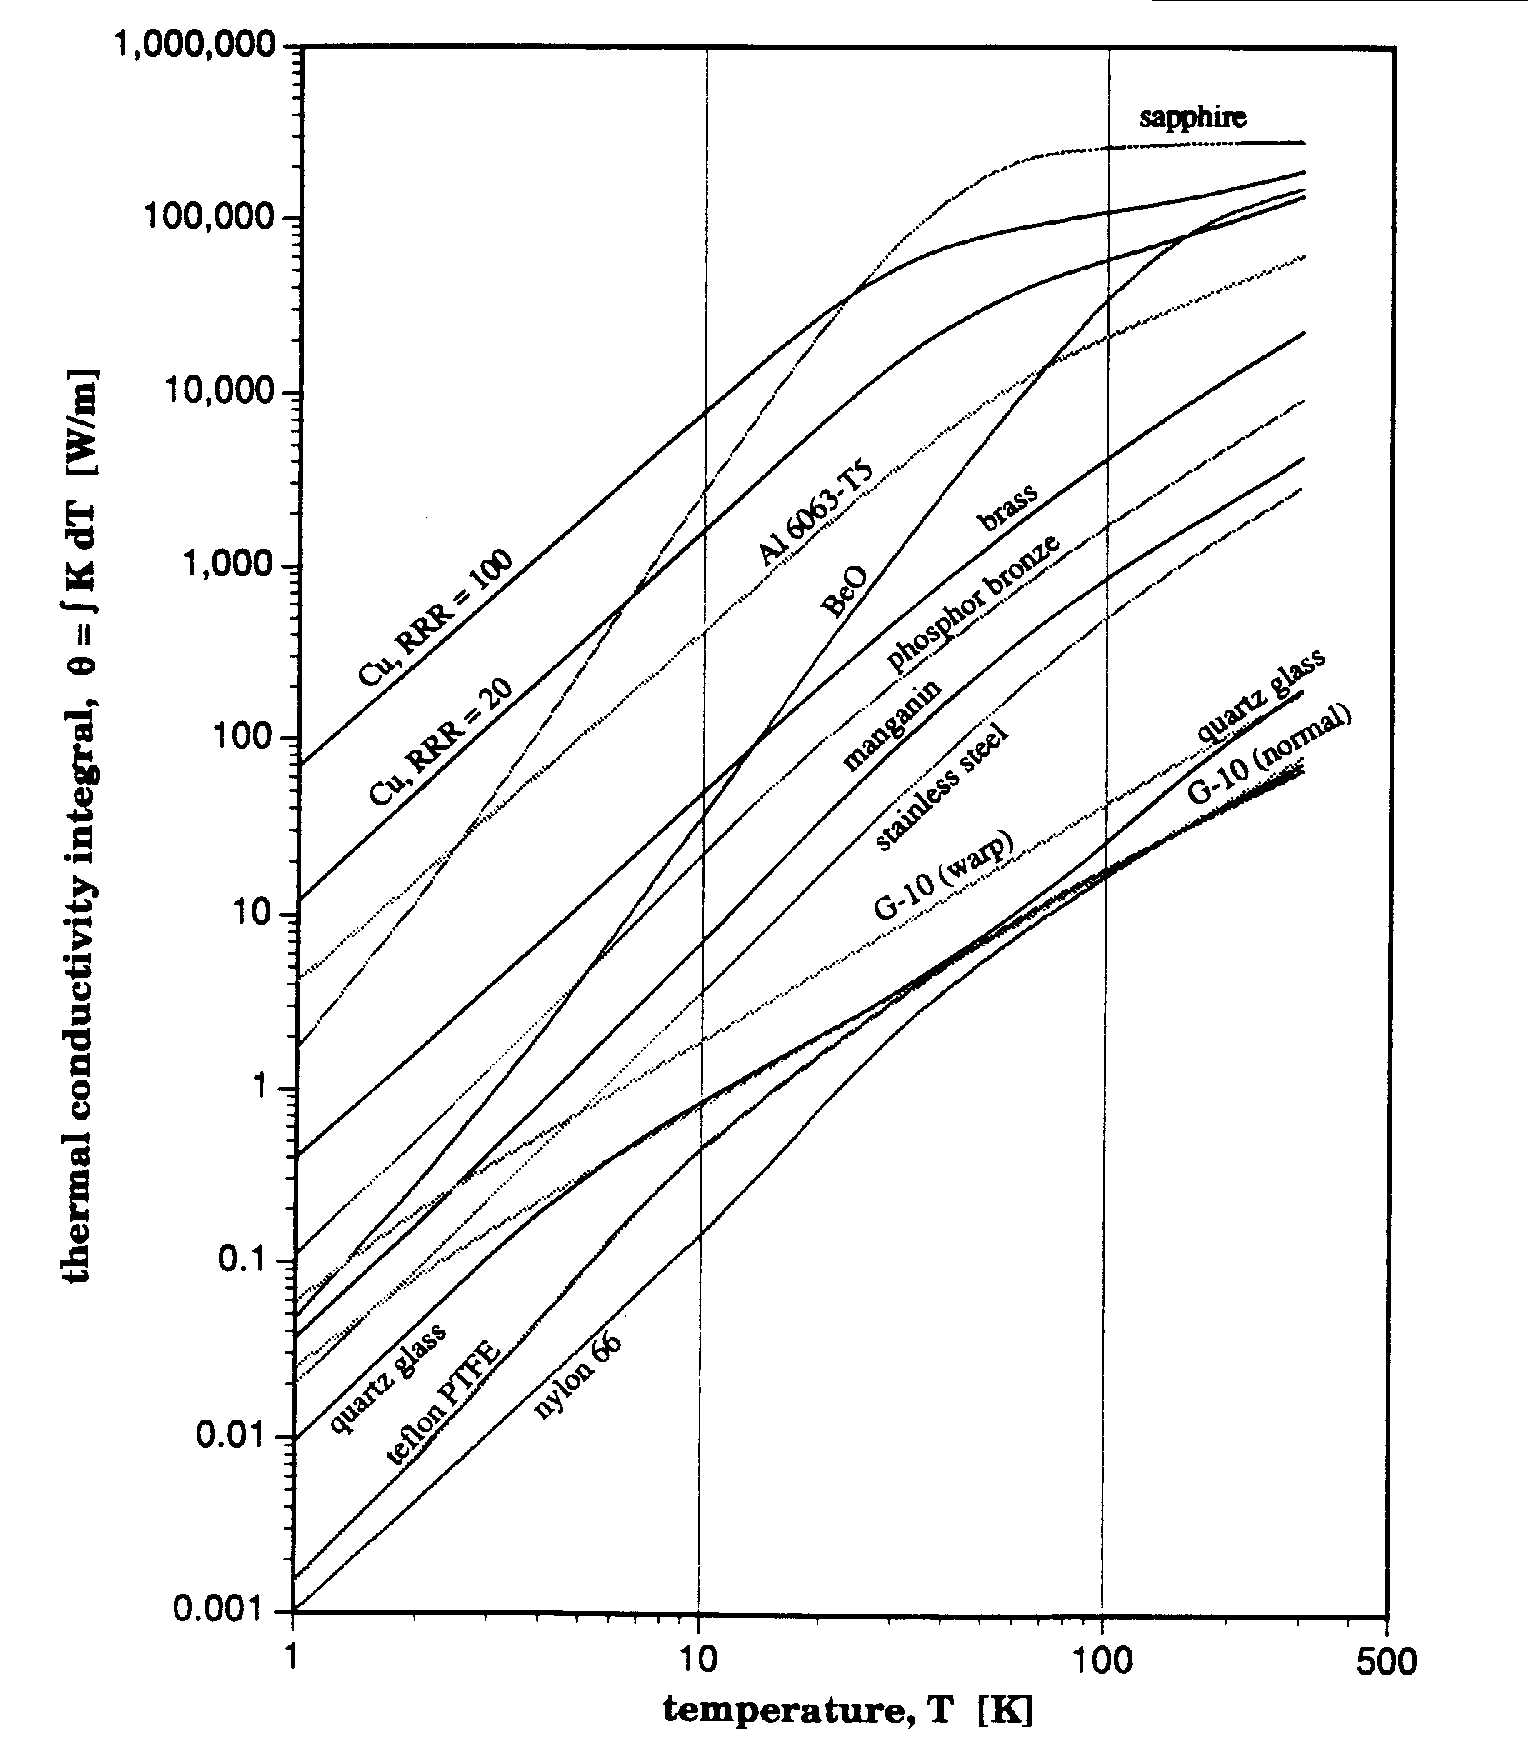 1,000,000
100,000
10,000
1,000
100
10
1
0.1
0.01
0.001
thermal conductivity integral, θ = ∫ K dT [W/m]
sapphire
Cu, RRR = 100
Cu, RRR = 20
Al 6063-T5
BeO
brass
phosphor bronze
manganin
stainless steel
quartz glass
G-10 (normal)
G-10 (warp)
quartz glass
teflon PTFE
nylon 66
1
10
100
500
temperature, T [K]